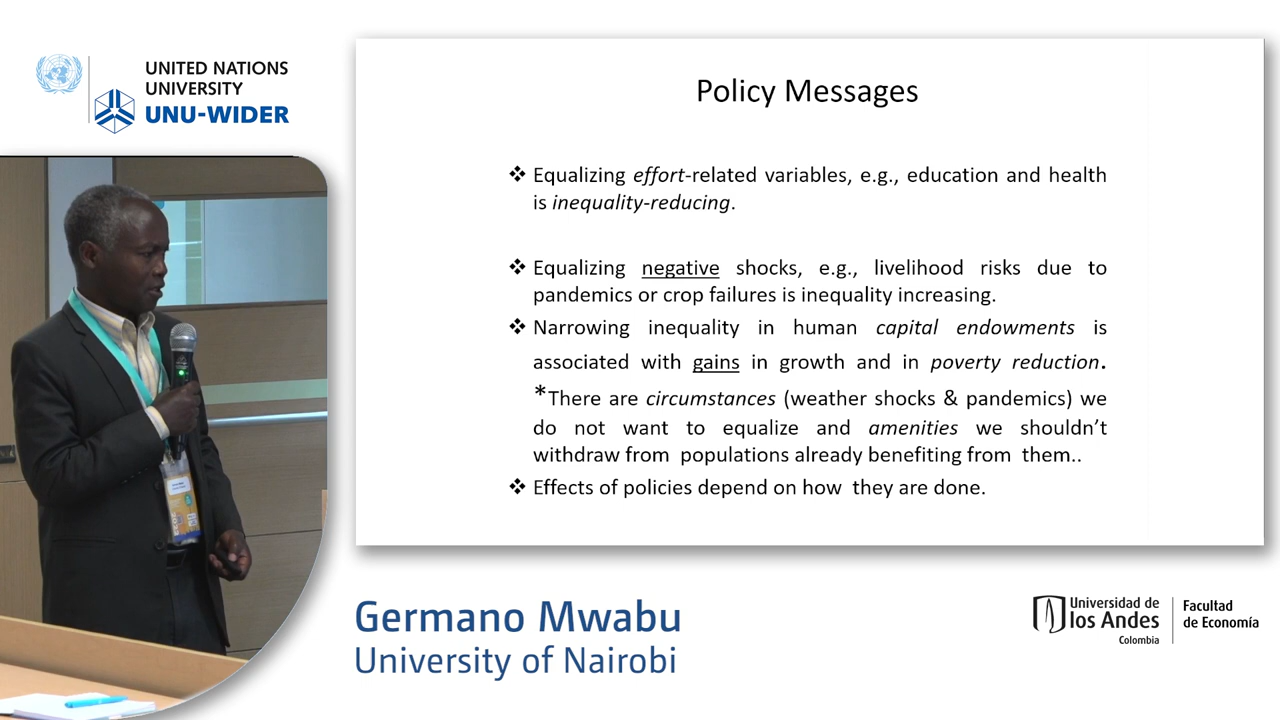 UNITED NATIONS
UNIVERSITY
UNU-WIDER
Policy Messages
❖ Equalizing effort-related variables, e.g., education and health
is inequality-reducing.
❖ Equalizing negative shocks, e.g., livelihood risks due to
pandemics or crop failures is inequality increasing.
❖ Narrowing inequality in human capital endowments is
associated with gains in growth and in poverty reduction.
*There are circumstances (weather shocks & pandemics) we
do not want to equalize and amenities we shouldn’t
withdraw from populations already benefiting from them..
❖ Effects of policies depend on how they are done.
Germano Mwabu
University of Nairobi
Universidad de
los Andes
Colombia
Facultad
de Economía